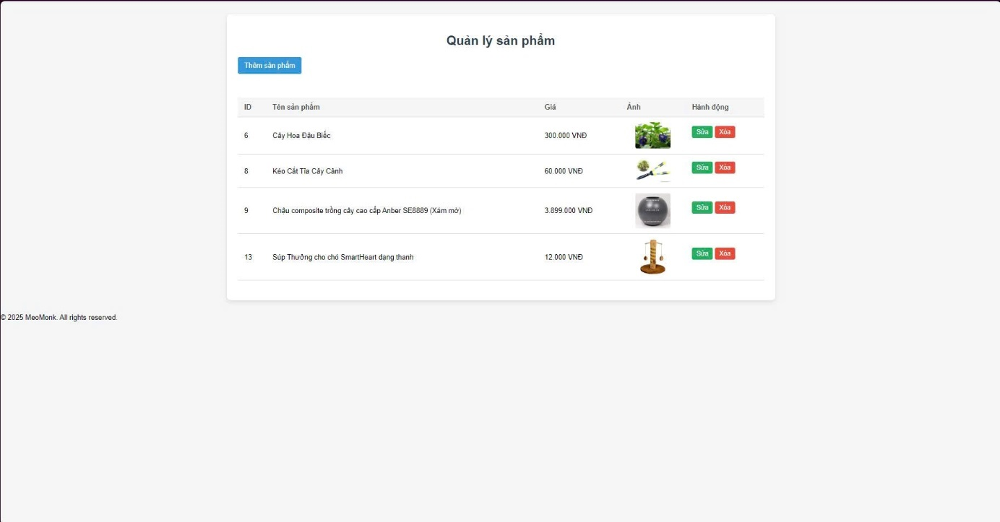 Quản lý sản phẩm
Thêm sản phẩm
ID Tên sản phẩm Giá Ảnh Hành động
6 Cây Hoa Đậu Biếc 300.000 VNĐ Sửa Xóa
8 Kéo Cắt Tỉa Cây Cảnh 60.000 VNĐ Sửa Xóa
9 Chậu composite trồng cây cao cấp Anber SE8889 (Xám mờ) 3.899.000 VNĐ Sửa Xóa
13 Súp Thưởng cho chó SmartHeart dạng thanh 12.000 VNĐ Sửa Xóa
© 2025 MeoMonk. All rights reserved.